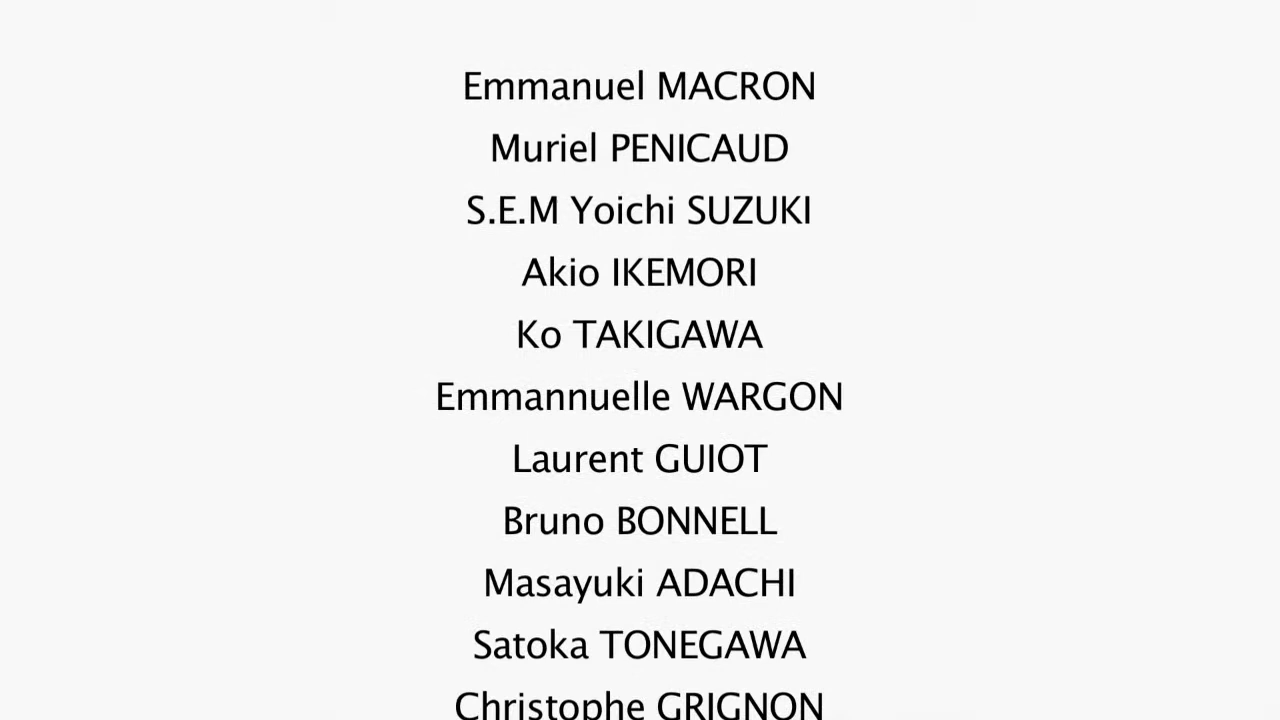 Emmanuel MACRON
Muriel PENICAUD
S.E.M Yoichi SUZUKI
Akio IKEMORI
Ko TAKIGAWA
Emmannuelle WARGON
Laurent GUIOT
Bruno BONNELL
Masayuki ADACHI
Satoka TONEGAWA
Christophe GRIGNON